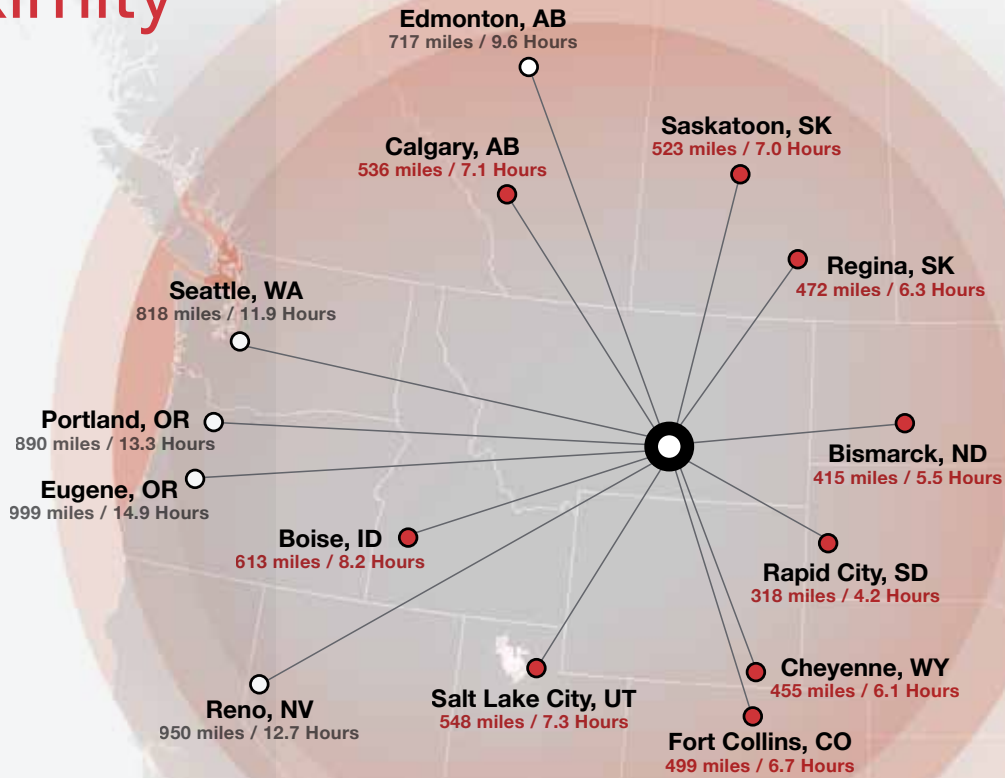 Edmonton, AB
717 miles / 9.6 Hours
Saskatoon, SK
523 miles / 7.0 Hours
Calgary, AB
536 miles / 7.1 Hours
Regina, SK
472 miles / 6.3 Hours
Seattle, WA
818 miles / 11.9 Hours
Portland, OR
890 miles / 13.3 Hours
Bismarck, ND
415 miles / 5.5 Hours
Eugene, OR
999 miles / 14.9 Hours
Boise, ID
613 miles / 8.2 Hours
Rapid City, SD
318 miles / 4.2 Hours
Cheyenne, WY
455 miles / 6.1 Hours
Salt Lake City, UT
548 miles / 7.3 Hours
Reno, NV
950 miles / 12.7 Hours
Fort Collins, CO
499 miles / 6.7 Hours